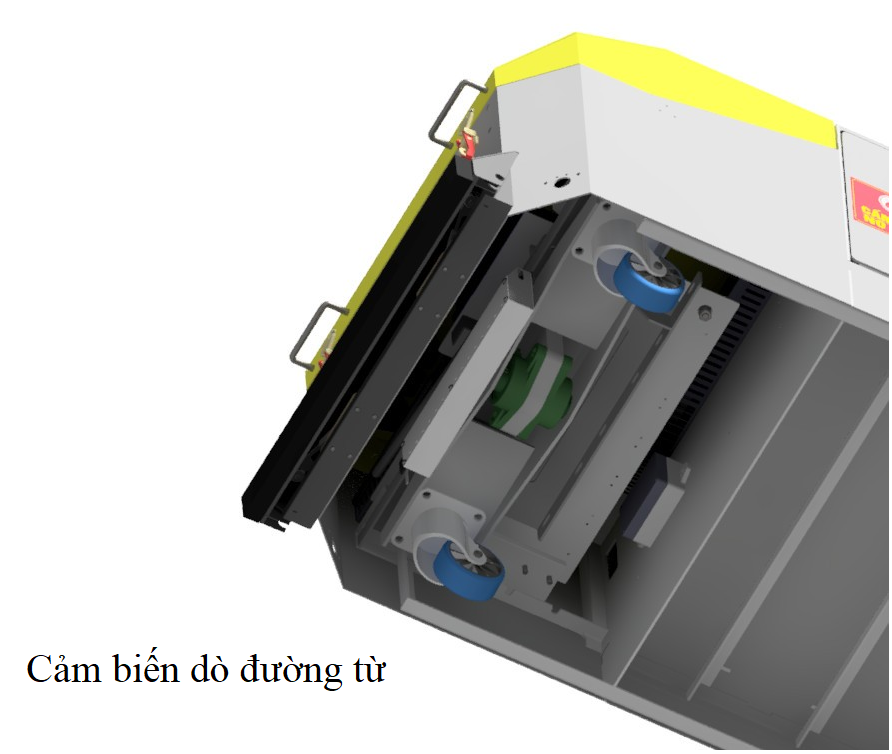 Cảm biến dò đường từ